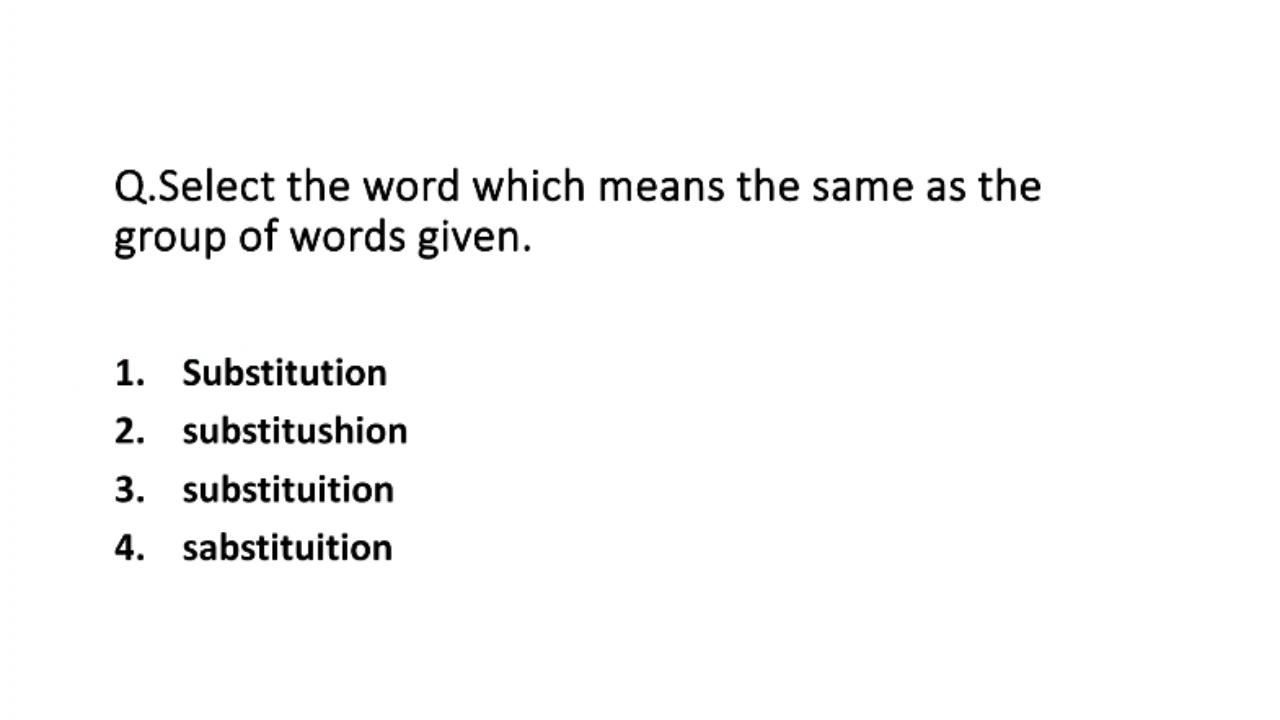 Q.Select the word which means the same as the
group of words given.
1. Substitution
2. substitushion
3. substituition
4. sabstituition